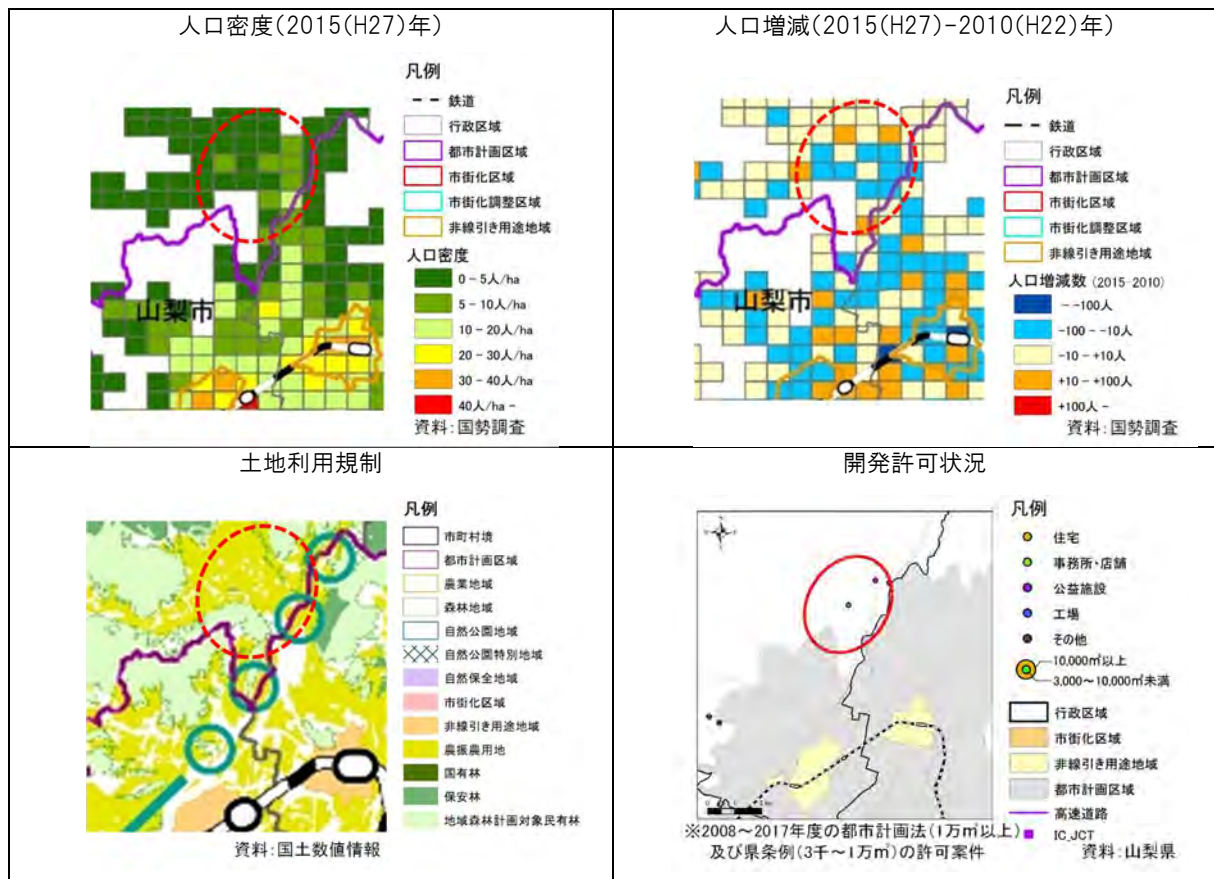 人口密度(2015(H27)年)
凡例
鉄道
行政区域
都市計画区域
市街化区域
市街化調整区域
非線引き用途地域
人口密度
0-5人/ha
5-10人/ha
10-20人/ha
20-30人/ha
30-40人/ha
40人/ha -
山梨市
資料:国勢調査
人口増減(2015(H27)-2010(H22)年)
凡例
鉄道
行政区域
都市計画区域
市街化区域
市街化調整区域
非線引き用途地域
人口増減数 (2015-2010)
- -100人
-100 - -10人
-10 - +10人
+10 - +100人
+100人 -
山梨市
資料:国勢調査
土地利用規制
凡例
市町村境
都市計画区域
農業地域
森林地域
自然公園地域
自然公園特別地域
自然保全地域
市街化区域
非線引き用途地域
農振農用地
国有林
保安林
地域森林計画対象民有林
資料:国土数値情報
開発許可状況
凡例
住宅
事務所・店舗
公益施設
工場
その他
10,000㎡以上
3,000~10,000㎡未満
行政区域
市街化区域
非線引き用途地域
都市計画区域
高速道路
IC_JCT
※2008~2017年度の都市計画法(1万㎡以上)
及び県条例(3千~1万㎡)の許可案件
資料:山梨県